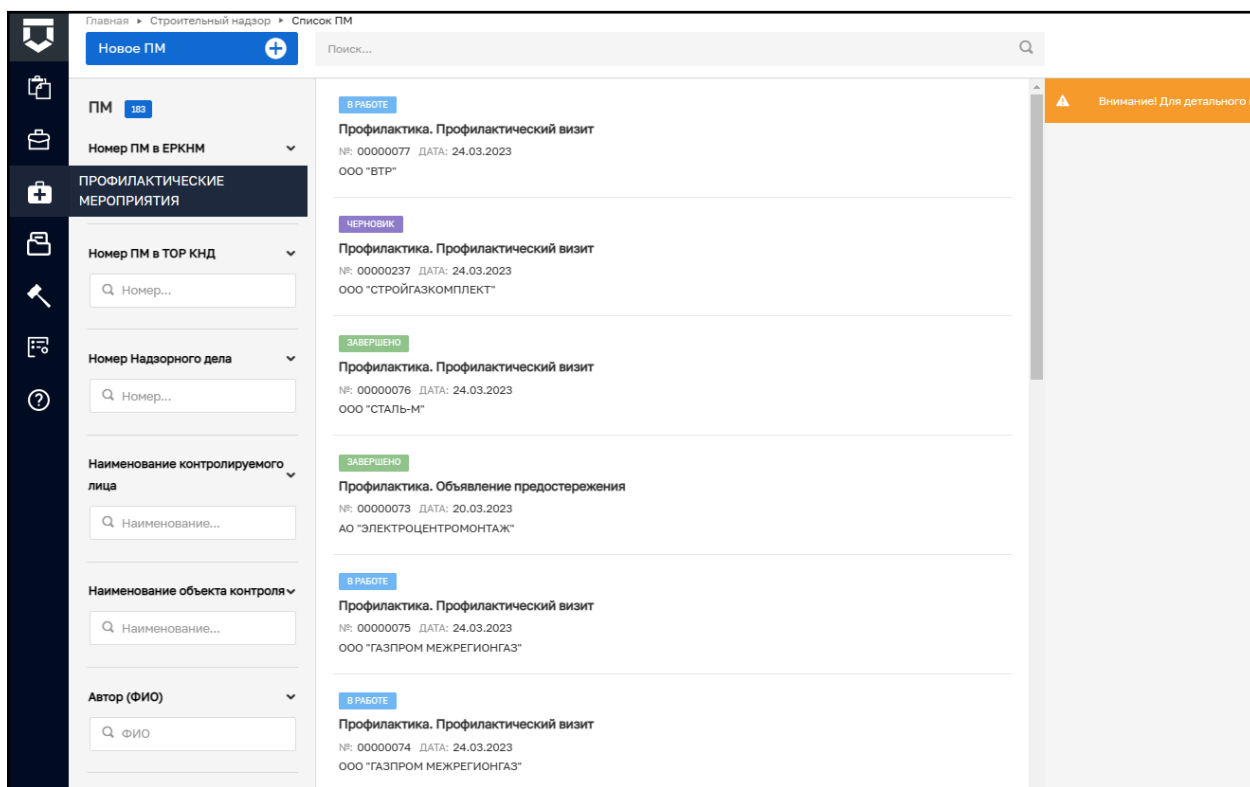 Главная ▸ Строительный надзор ▸ Список ПМ
Новое ПМ
Поиск...
ПМ 183
Номер ПМ в ЕРКНМ
ПРОФИЛАКТИЧЕСКИЕ
МЕРОПРИЯТИЯ
Номер ПМ в ТОР КНД
Номер...
Номер Надзорного дела
Номер...
Наименование контролируемого
лица
Наименование...
Наименование объекта контроля
Наименование...
Автор (ФИО)
ФИО
В РАБОТЕ
Профилактика. Профилактический визит
№: 00000077 ДАТА: 24.03.2023
ООО "ВТР"
ЧЕРНОВИК
Профилактика. Профилактический визит
№: 00000237 ДАТА: 24.03.2023
ООО "СТРОЙГАЗКОМПЛЕКТ"
ЗАВЕРШЕНО
Профилактика. Профилактический визит
№: 00000076 ДАТА: 24.03.2023
ООО "СТАЛЬ-М"
ЗАВЕРШЕНО
Профилактика. Объявление предостережения
№: 00000073 ДАТА: 20.03.2023
АО "ЭЛЕКТРОЦЕНТРОМОНТАЖ"
В РАБОТЕ
Профилактика. Профилактический визит
№: 00000075 ДАТА: 24.03.2023
ООО "ГАЗПРОМ МЕЖРЕГИОНГАЗ"
В РАБОТЕ
Профилактика. Профилактический визит
№: 00000074 ДАТА: 24.03.2023
ООО "ГАЗПРОМ МЕЖРЕГИОНГАЗ"
Внимание! Для детального